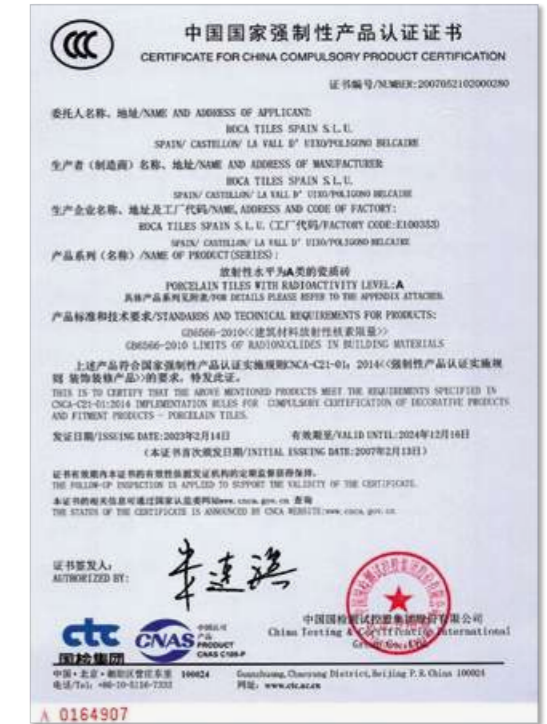 CCC
中国国家强制性产品认证证书
CERTIFICATE FOR CHINA COMPULSORY PRODUCT CERTIFICATION
证书编号/NUMBER: 2007052102000280
委托人名称、地址/NAME AND ADDRESS OF APPLICANT:
ROCA TILES SPAIN S.L.U.
SPAIN/ CASTELLON/ LA VALL D' UIXO/POLIGONO BELCAIRE
生产者（制造商）名称、地址/NAME AND ADDRESS OF MANUFACTURER:
ROCA TILES SPAIN S.L.U.
SPAIN/ CASTELLON/ LA VALL D' UIXO/POLIGONO BELCAIRE
生产企业名称、地址及工厂代码/NAME, ADDRESS AND CODE OF FACTORY:
ROCA TILES SPAIN S.L.U. (工厂代码/FACTORY CODE:E100353)
SPAIN/ CASTELLON/ LA VALL D' UIXO/POLIGONO BELCAIRE
产品系列（名称）/NAME OF PRODUCT(SERIES):
放射性水平为A类的瓷质砖
PORCELAIN TILES WITH RADIOACTIVITY LEVEL:A
具体产品系列见附表/FOR DETAILS PLEASE REFER TO THE APPENDIX ATTACHED.
产品标准和技术要求/STANDARDS AND TECHNICAL REQUIREMENTS FOR PRODUCTS:
GB6566-2010<<建筑材料放射性核素限量>>
GB6566-2010 LIMITS OF RADIONUCLIDES IN BUILDING MATERIALS
上述产品符合国家强制性产品认证实施规则CNCA-C21-01: 2014<<强制性产品认证实施规
则 装饰装修产品>>的要求，特发此证。
THIS IS TO CERTIFY THAT THE ABOVE MENTIONED PRODUCTS MEET THE REQUIREMENTS SPECIFIED IN
CNCA-C21-01:2014 IMPLEMENTATION RULES FOR COMPULSORY CERTIFICATION OF DECORATIVE PRODUCTS
AND FITMENT PRODUCTS - PORCELAIN TILES.
发证日期/ISSUING DATE:2023年2月14日 有效期至/VALID UNTIL:2024年12月16日
（本证书首次颁发日期/INITIAL ISSUING DATE:2007年2月13日）
证书有效期内本证书的有效性依据发证机构的定期监督获得保持。
THE FOLLOW-UP INSPECTION IS APPLIED TO SUPPORT THE VALIDITY OF THE CERTIFICATE.
本证书的相关信息可通过国家认监委网站www.cnca.gov.cn 查询
THE STATUS OF THE CERTIFICATE IS ANNOUNCED BY CNCA WEBSITE:www.cnca.gov.cn
证书签发人:
AUTHORIZED BY:
中国国检测试控股集团股份有限公司
China Testing & Certification International
Group Co., Ltd.
ctc
国检集团
CNAS
中国认可
产品
PRODUCT
CNAS C108-P
中国·北京·朝阳区管庄东里 100024
Guanzhuang, Chaoyang District, Beijing P.R.China 100024
电话/Tel: +86-10-5116-7332
网址: www.ctc.ac.cn
A 0164907